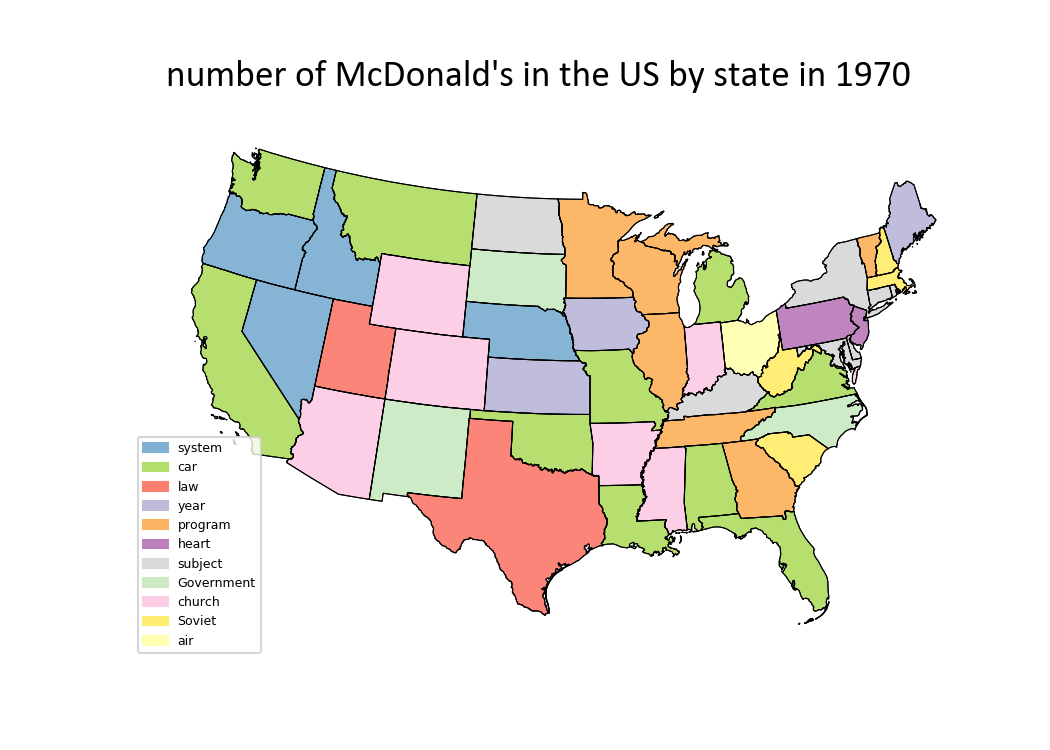 number of McDonald's in the US by state in 1970
system
car
law
year
program
heart
subject
Government
church
Soviet
air